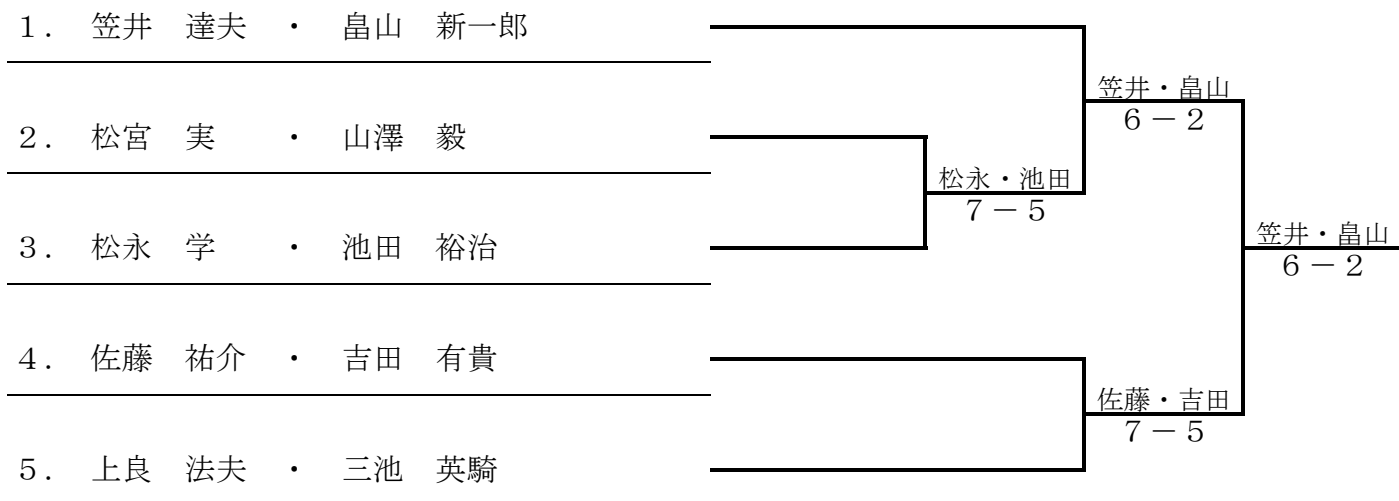 １． 笠井 達夫 ・ 畠山 新一郎
笠井・畠山
６－２
２． 松宮 実 ・ 山澤 毅
松永・池田
７－５
３． 松永 学 ・ 池田 裕治
笠井・畠山
６－２
４． 佐藤 祐介 ・ 吉田 有貴
佐藤・吉田
７－５
５． 上良 法夫 ・ 三池 英騎